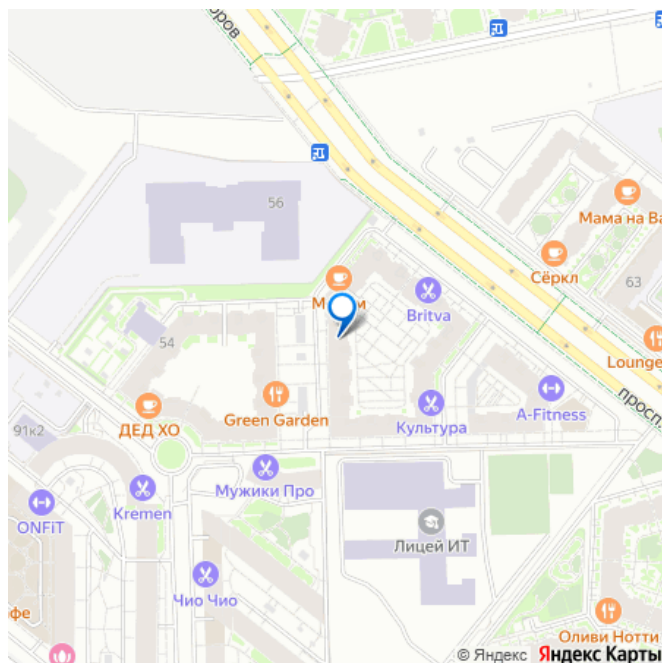 оров
56
Мама на Ва
Сёркл
63
Britva
54
Lounge
Green Garden
A-Fitness
просп
ДЕД ХО
Культура
91к2
Мужики Про
Kremen
ONFIT
Лицей ИТ
Чио Чио
фе
Оливи Нотти
© Яндекс Яндекс Карты